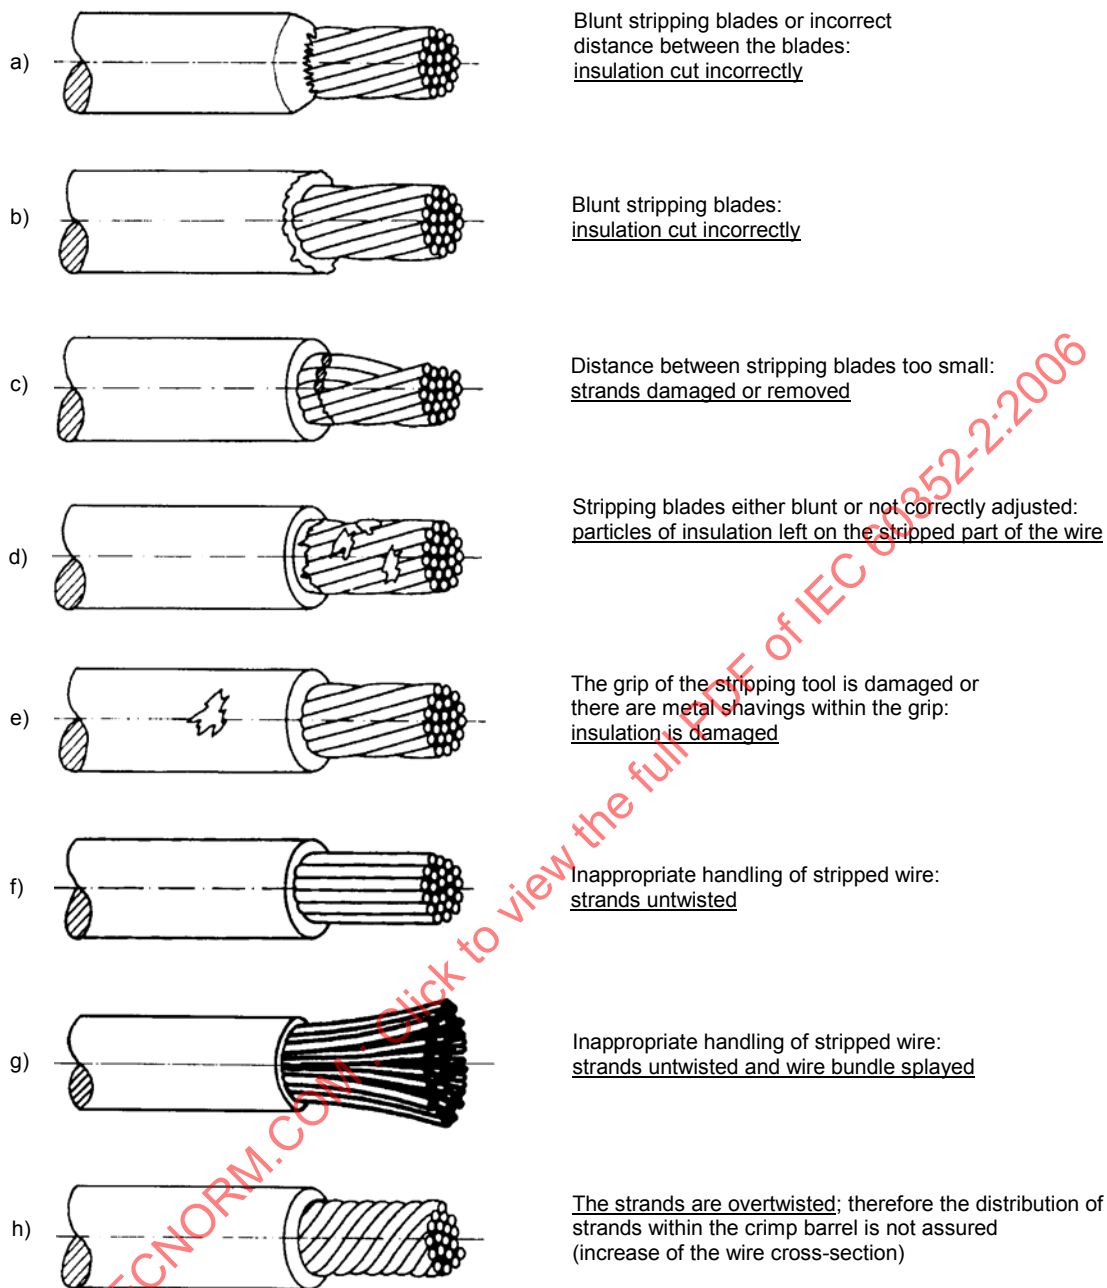 a)
Blunt stripping blades or incorrect
distance between the blades:
insulation cut incorrectly
b)
Blunt stripping blades:
insulation cut incorrectly
c)
Distance between stripping blades too small:
strands damaged or removed
d)
Stripping blades either blunt or not correctly adjusted:
particles of insulation left on the stripped part of the wire
e)
The grip of the stripping tool is damaged or
there are metal shavings within the grip:
insulation is damaged
f)
Inappropriate handling of stripped wire:
strands untwisted
g)
Inappropriate handling of stripped wire:
strands untwisted and wire bundle splayed
h)
The strands are overtwisted; therefore the distribution of
strands within the crimp barrel is not assured
(increase of the wire cross-section)
ECNORM.COM : Click to view the full PDF of IEC 60352-2:2006